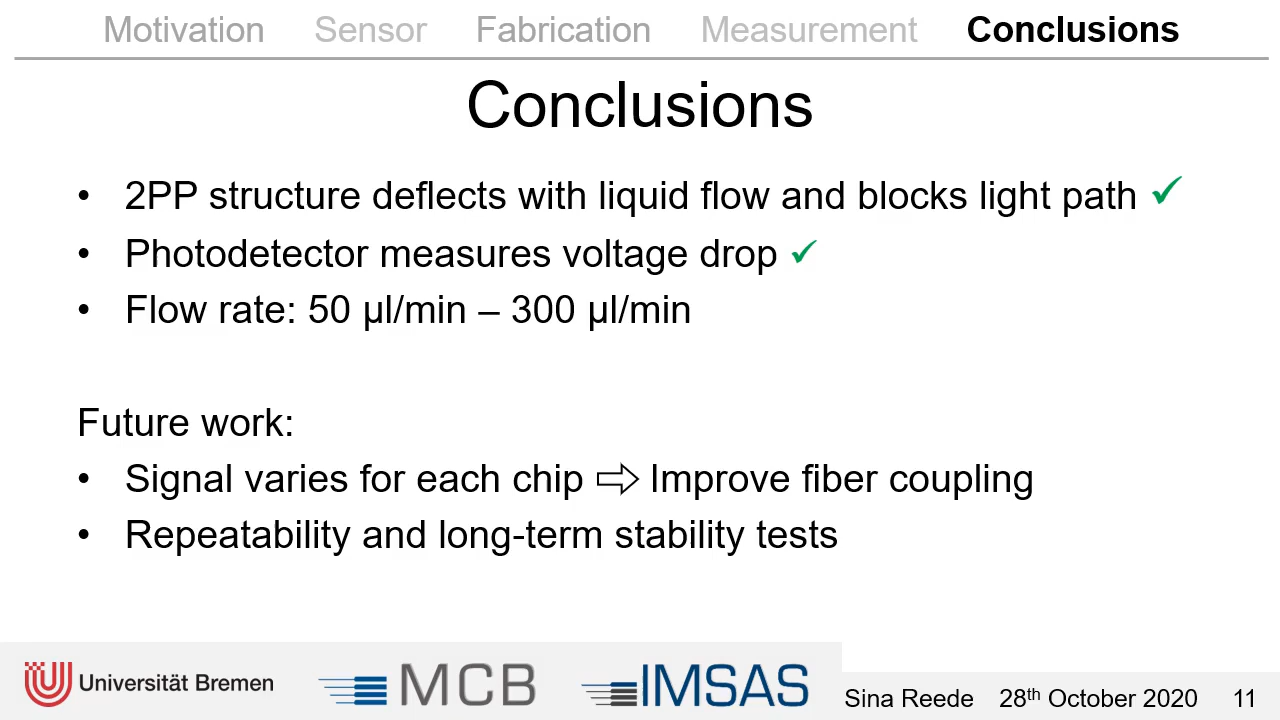 Motivation Sensor Fabrication Measurement Conclusions
Conclusions
• 2PP structure deflects with liquid flow and blocks light path ✓
• Photodetector measures voltage drop ✓
• Flow rate: 50 µl/min – 300 µl/min
Future work:
• Signal varies for each chip ⇨ Improve fiber coupling
• Repeatability and long-term stability tests
Universität Bremen MCB IMSAS Sina Reede 28th October 2020 11